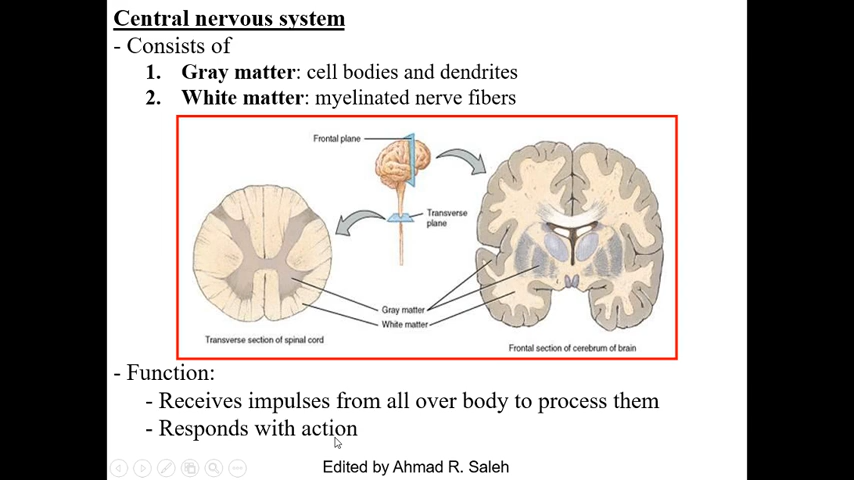 Central nervous system
- Consists of
1. Gray matter: cell bodies and dendrites
2. White matter: myelinated nerve fibers
Frontal plane
Transverse
plane
Gray matter
White matter
Transverse section of spinal cord
Frontal section of cerebrum of brain
- Function:
- Receives impulses from all over body to process them
- Responds with action
Edited by Ahmad R. Saleh